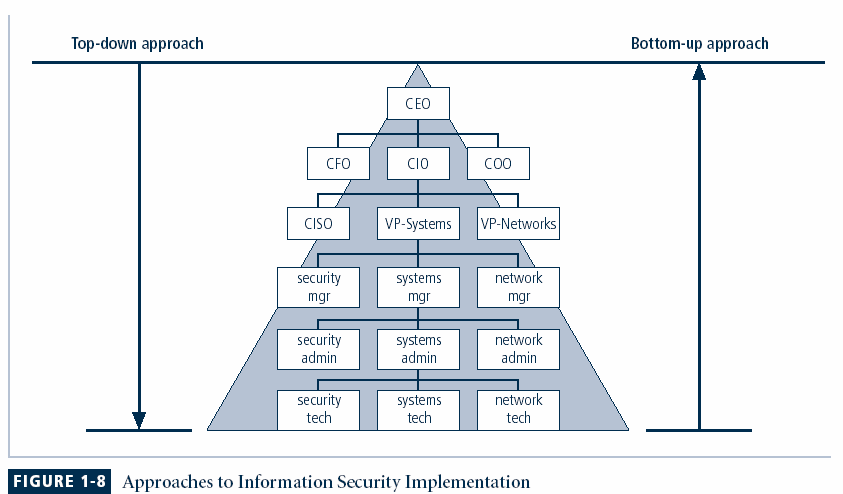 Top-down approach
Bottom-up approach
CEO
CFO
CIO
COO
CISO
VP-Systems
VP-Networks
security
mgr
systems
mgr
network
mgr
security
admin
systems
admin
network
admin
security
tech
systems
tech
network
tech
FIGURE 1-8 Approaches to Information Security Implementation